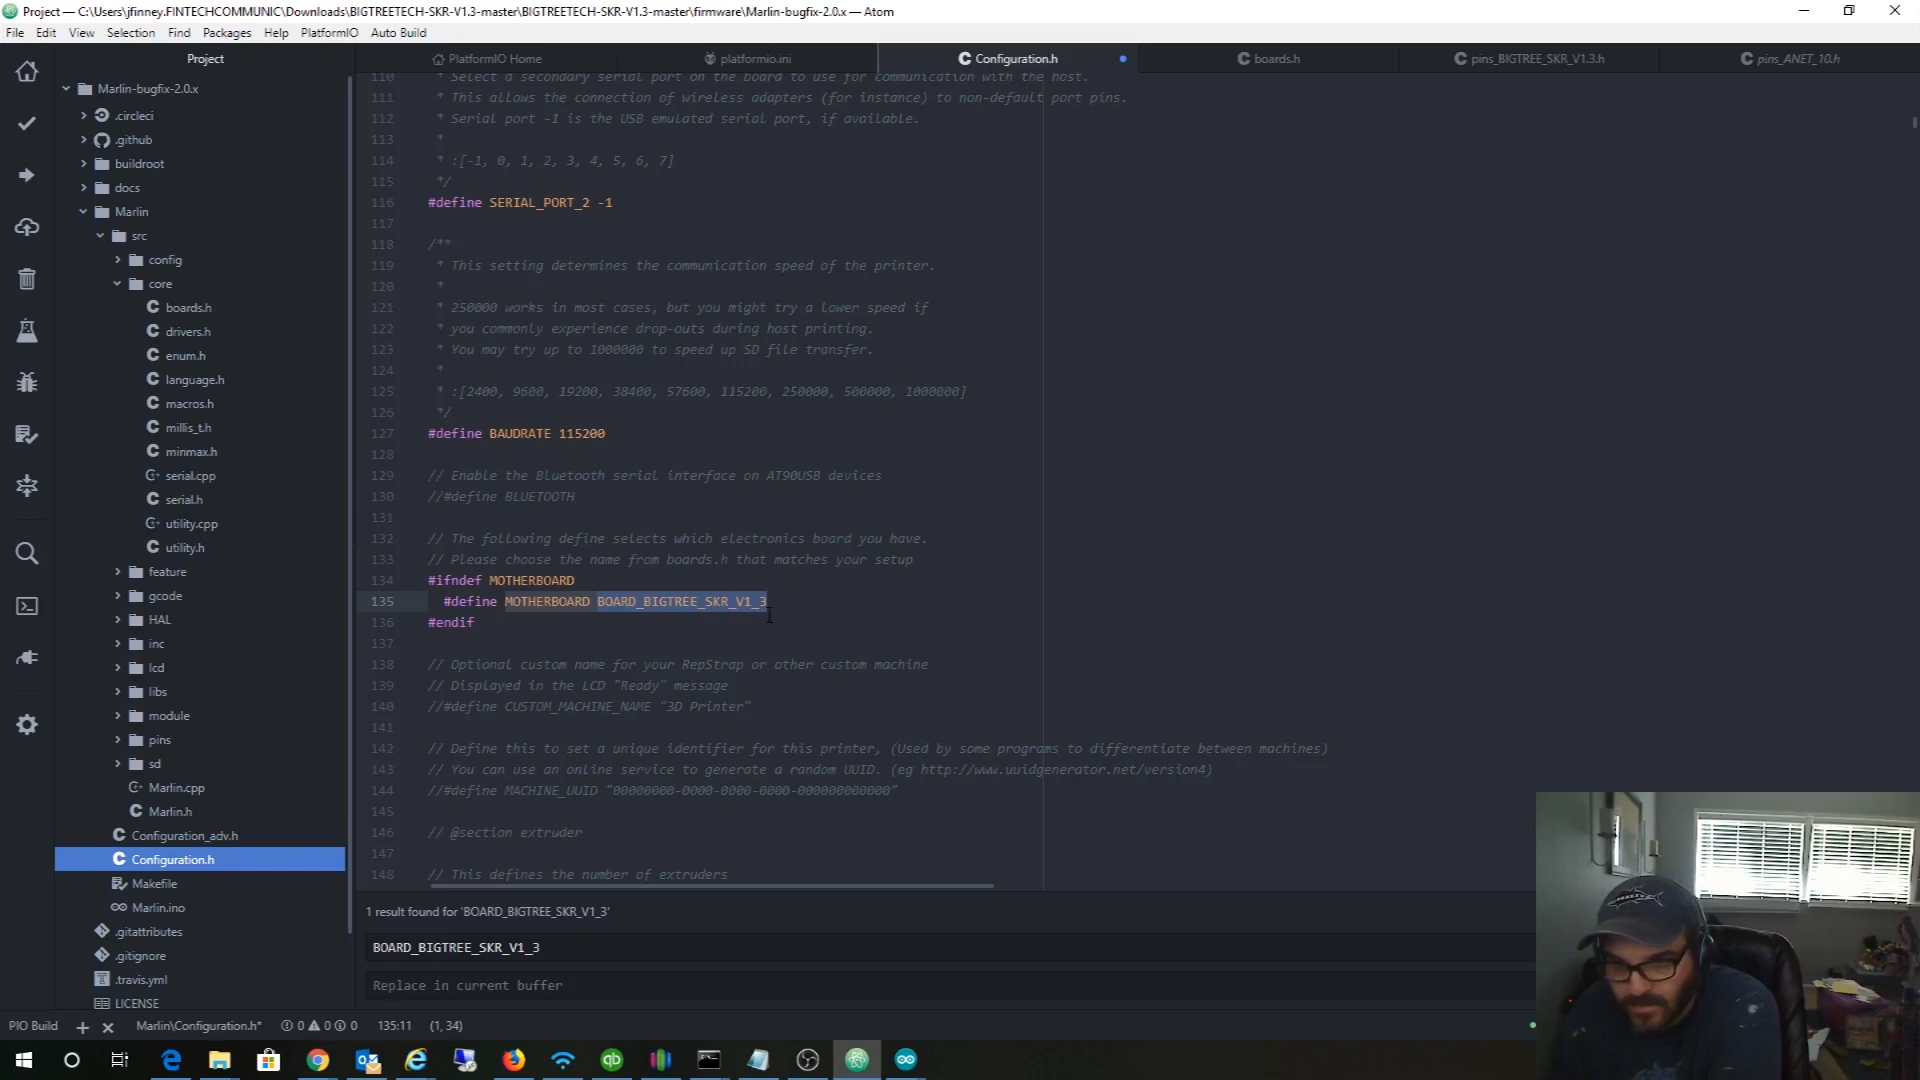 Project — C:\Users\jfinney.FINTECHCOMMUNIC\Downloads\BIGTREETECH-SKR-V1.3-master\BIGTREETECH-SKR-V1.3-master\firmware\Marlin-bugfix-2.0.x — Atom
File Edit View Selection Find Packages Help PlatformIO Auto Build
Project
PlatformIO Home
platformio.ini
Configuration.h
boards.h
pins_BIGTREE_SKR_V1.3.h
pins_ANET_10.h
Marlin-bugfix-2.0.x
.circleci
.github
buildroot
docs
Marlin
src
config
core
boards.h
drivers.h
enum.h
language.h
macros.h
millis_t.h
minmax.h
serial.cpp
serial.h
utility.cpp
utility.h
feature
gcode
HAL
inc
lcd
libs
module
pins
sd
Marlin.cpp
Marlin.h
Configuration_adv.h
Configuration.h
Makefile
Marlin.ino
.gitattributes
.gitignore
.travis.yml
LICENSE
110 * Select a secondary serial port on the board to use for communication with the host.
111 * This allows the connection of wireless adapters (for instance) to non-default port pins.
112 * Serial port -1 is the USB emulated serial port, if available.
113 *
114 * :[-1, 0, 1, 2, 3, 4, 5, 6, 7]
115 */
116 #define SERIAL_PORT_2 -1
117
118 /**
119 * This setting determines the communication speed of the printer.
120 *
121 * 250000 works in most cases, but you might try a lower speed if
122 * you commonly experience drop-outs during host printing.
123 * You may try up to 1000000 to speed up SD file transfer.
124 *
125 * :[2400, 9600, 19200, 38400, 57600, 115200, 250000, 500000, 1000000]
126 */
127 #define BAUDRATE 115200
128
129 // Enable the Bluetooth serial interface on AT90USB devices
130 //#define BLUETOOTH
131
132 // The following define selects which electronics board you have.
133 // Please choose the name from boards.h that matches your setup
134 #ifndef MOTHERBOARD
135 #define MOTHERBOARD BOARD_BIGTREE_SKR_V1_3
136 #endif
137
138 // Optional custom name for your RepStrap or other custom machine
139 // Displayed in the LCD "Ready" message
140 //#define CUSTOM_MACHINE_NAME "3D Printer"
141
142 // Define this to set a unique identifier for this printer, (Used by some programs to differentiate between machines)
143 // You can use an online service to generate a random UUID. (eg http://www.uuidgenerator.net/version4)
144 //#define MACHINE_UUID "00000000-0000-0000-0000-000000000000"
145
146 // @section extruder
147
148 // This defines the number of extruders
1 result found for 'BOARD_BIGTREE_SKR_V1_3'
BOARD_BIGTREE_SKR_V1_3
Replace in current buffer
PIO Build + × Marlin\Configuration.h* 0 0 0 135:11 (1, 34)